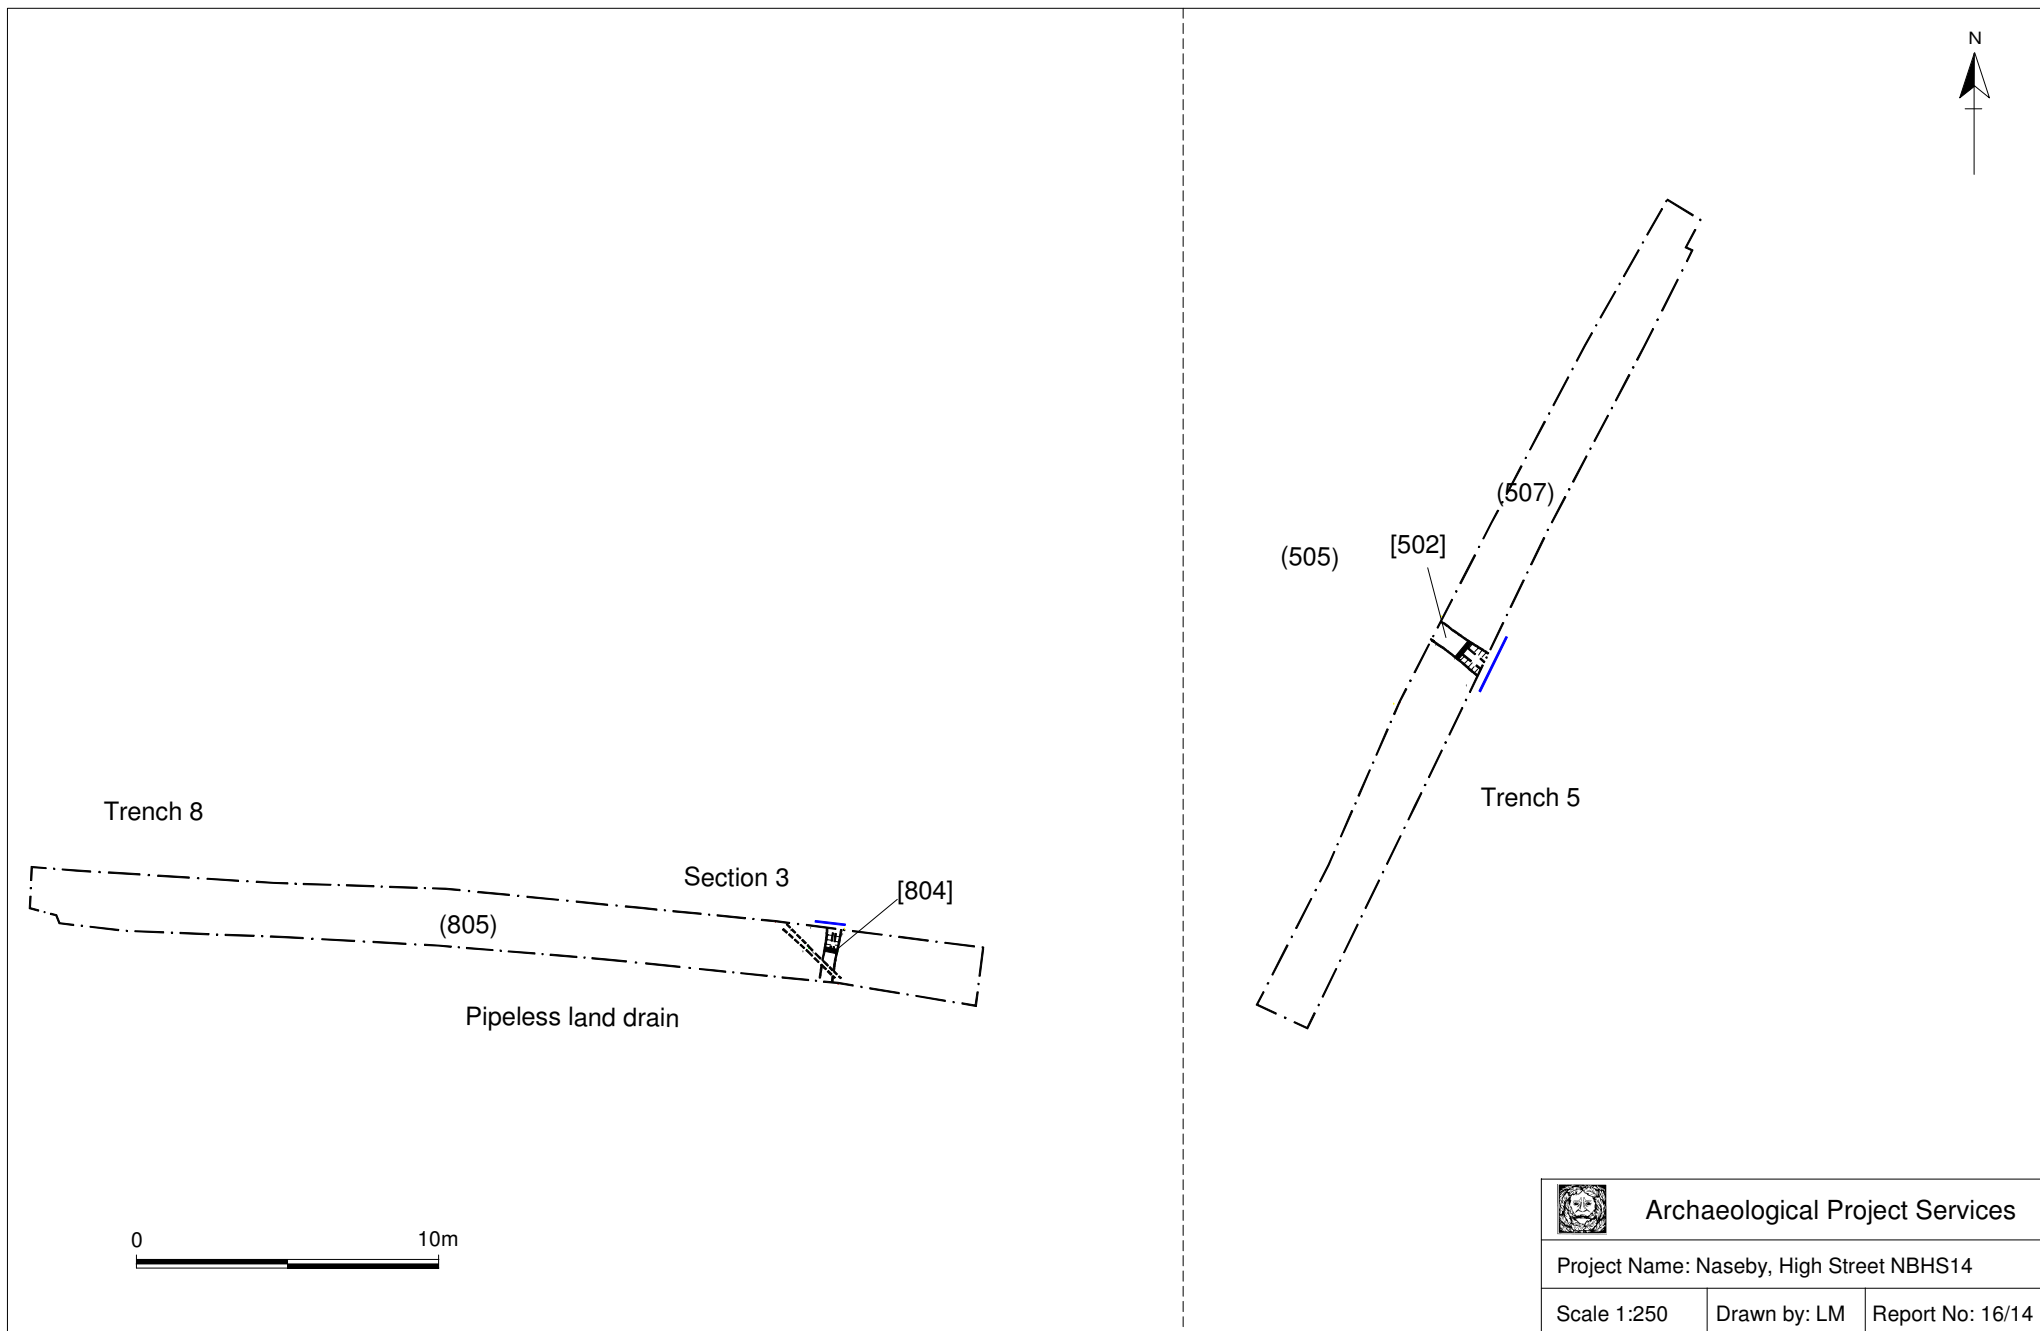 N
(507)
[502]
(505)
Trench 5
Trench 8
Section 3
[804]
(805)
Pipeless land drain
0 10m
Archaeological Project Services
Project Name: Naseby, High Street NBHS14
Scale 1:250 Drawn by: LM Report No: 16/14